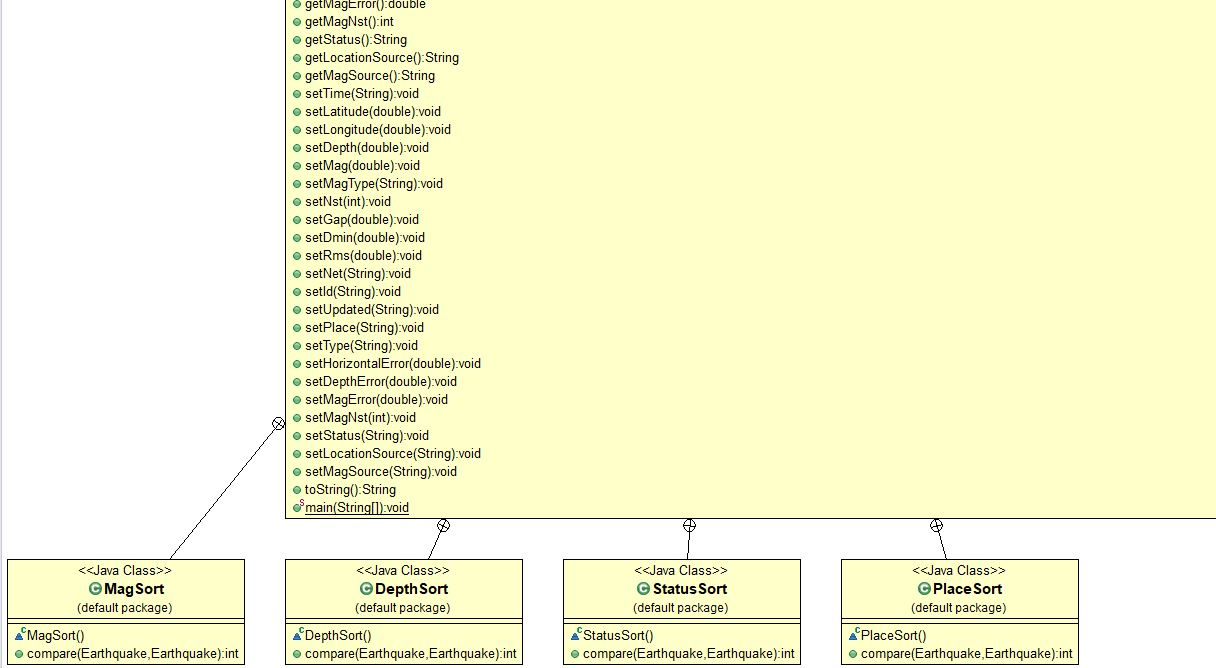 getMagError():double
getMagNst():int
getStatus():String
getLocationSource():String
getMagSource():String
setTime(String):void
setLatitude(double):void
setLongitude(double):void
setDepth(double):void
setMag(double):void
setMagType(String):void
setNst(int):void
setGap(double):void
setDmin(double):void
setRms(double):void
setNet(String):void
setId(String):void
setUpdated(String):void
setPlace(String):void
setType(String):void
setHorizontalError(double):void
setDepthError(double):void
setMagError(double):void
setMagNst(int):void
setStatus(String):void
setLocationSource(String):void
setMagSource(String):void
toString():String
S main(String[]):void
<<Java Class>>
C MagSort
(default package)
C MagSort()
compare(Earthquake,Earthquake):int
<<Java Class>>
C DepthSort
(default package)
C DepthSort()
compare(Earthquake,Earthquake):int
<<Java Class>>
C StatusSort
(default package)
C StatusSort()
compare(Earthquake,Earthquake):int
<<Java Class>>
C PlaceSort
(default package)
C PlaceSort()
compare(Earthquake,Earthquake):int